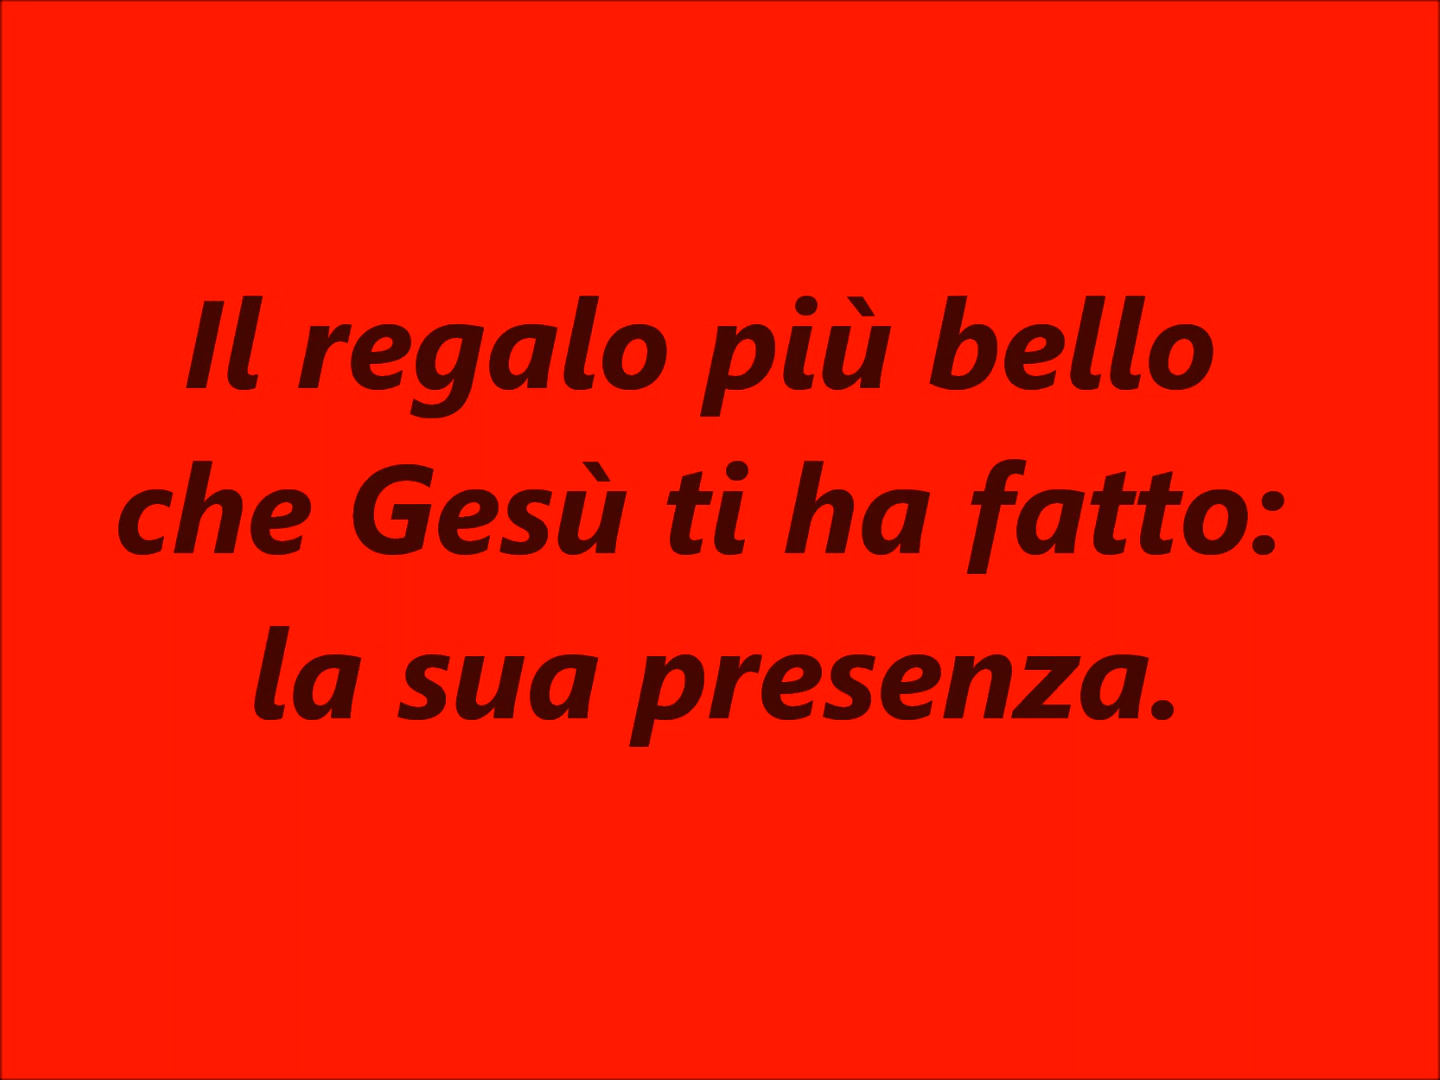 Il regalo più bello
che Gesù ti ha fatto:
la sua presenza.